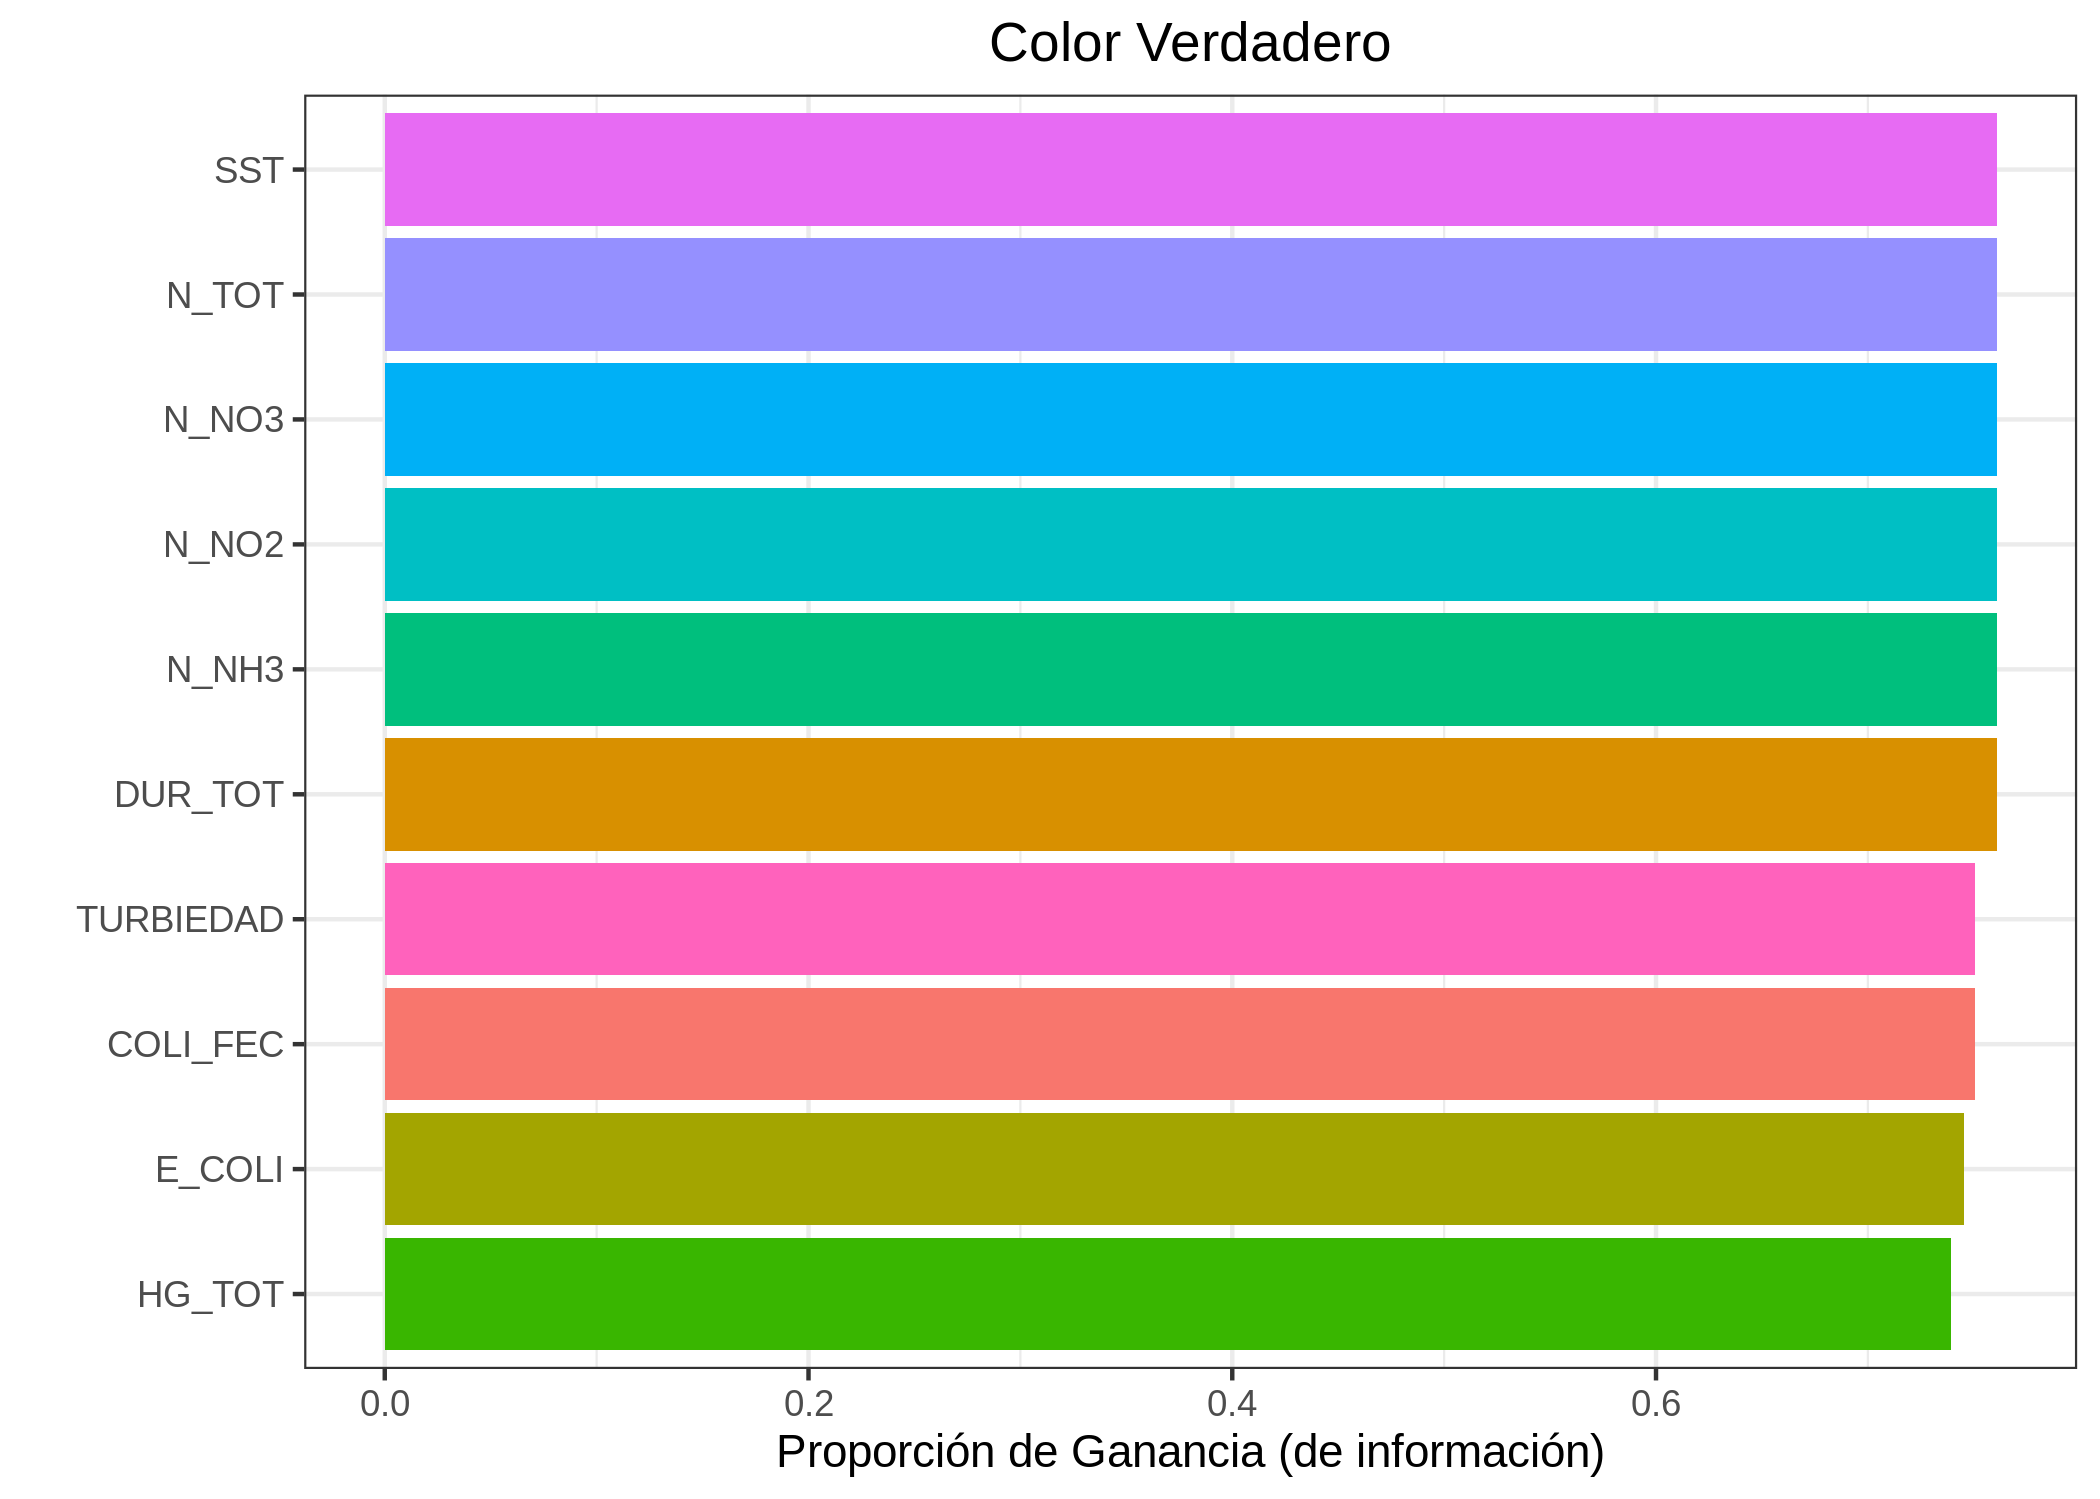 Color Verdadero
SST
N_TOT
N_NO3
N_NO2
N_NH3
DUR_TOT
TURBIEDAD
COLI_FEC
E_COLI
HG_TOT
0.0 0.2 0.4 0.6
Proporción de Ganancia (de información)